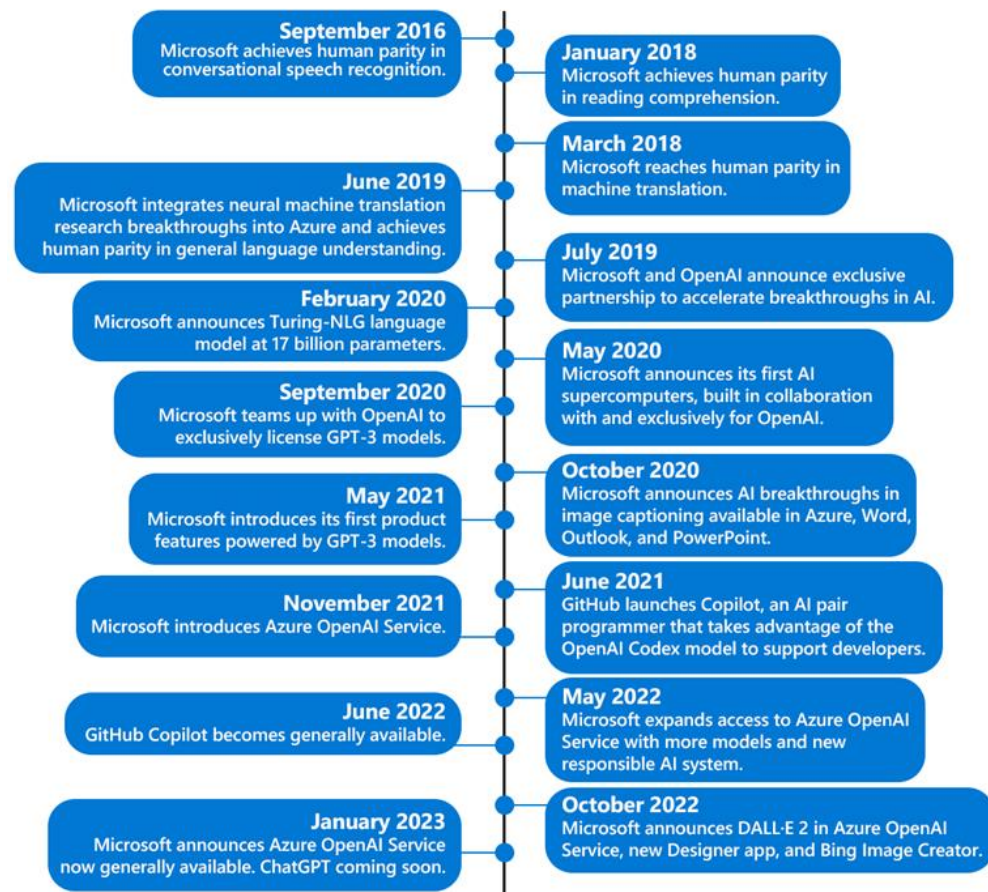 September 2016
Microsoft achieves human parity in
conversational speech recognition.
January 2018
Microsoft achieves human parity
in reading comprehension.
March 2018
Microsoft reaches human parity in
machine translation.
June 2019
Microsoft integrates neural machine translation
research breakthroughs into Azure and achieves
human parity in general language understanding.
July 2019
Microsoft and OpenAI announce exclusive
partnership to accelerate breakthroughs in AI.
February 2020
Microsoft announces Turing-NLG language
model at 17 billion parameters.
May 2020
Microsoft announces its first AI
supercomputers, built in collaboration
with and exclusively for OpenAI.
September 2020
Microsoft teams up with OpenAI to
exclusively license GPT-3 models.
October 2020
Microsoft announces AI breakthroughs in
image captioning available in Azure, Word,
Outlook, and PowerPoint.
May 2021
Microsoft introduces its first product
features powered by GPT-3 models.
June 2021
GitHub launches Copilot, an AI pair
programmer that takes advantage of the
OpenAI Codex model to support developers.
November 2021
Microsoft introduces Azure OpenAI Service.
May 2022
Microsoft expands access to Azure OpenAI
Service with more models and new
responsible AI system.
June 2022
GitHub Copilot becomes generally available.
October 2022
Microsoft announces DALL·E 2 in Azure OpenAI
Service, new Designer app, and Bing Image Creator.
January 2023
Microsoft announces Azure OpenAI Service
now generally available. ChatGPT coming soon.